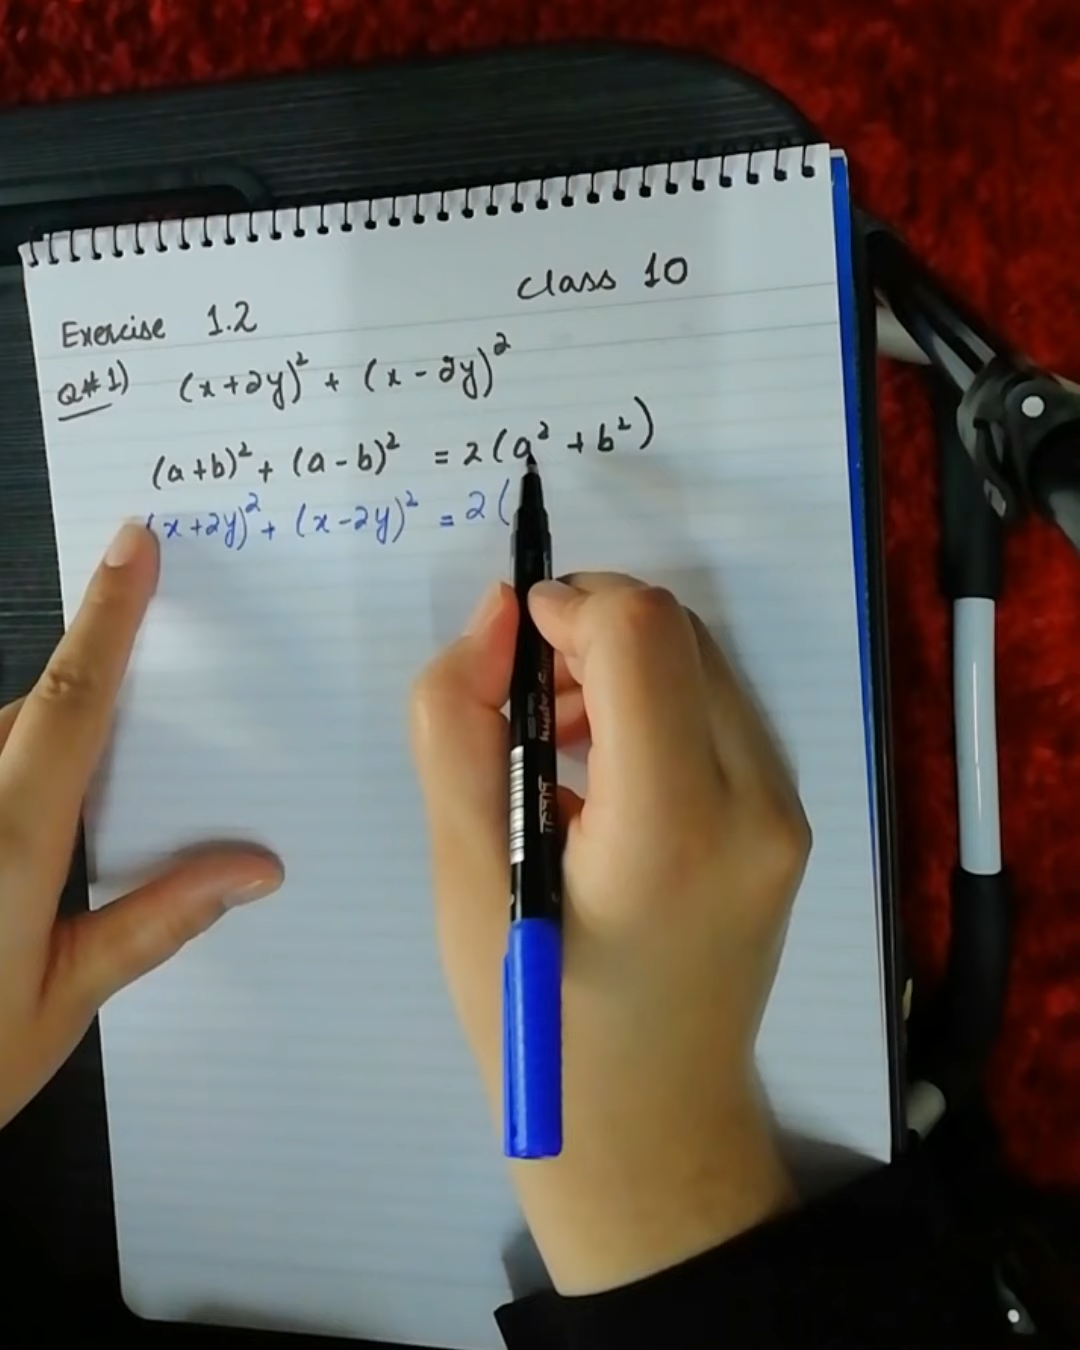 Class 10
Exercise 1.2
Q#1) (x+2y)² + (x-2y)²
(a+b)² + (a-b)² = 2(a² + b²)
(x+2y)² + (x-2y)² = 2(